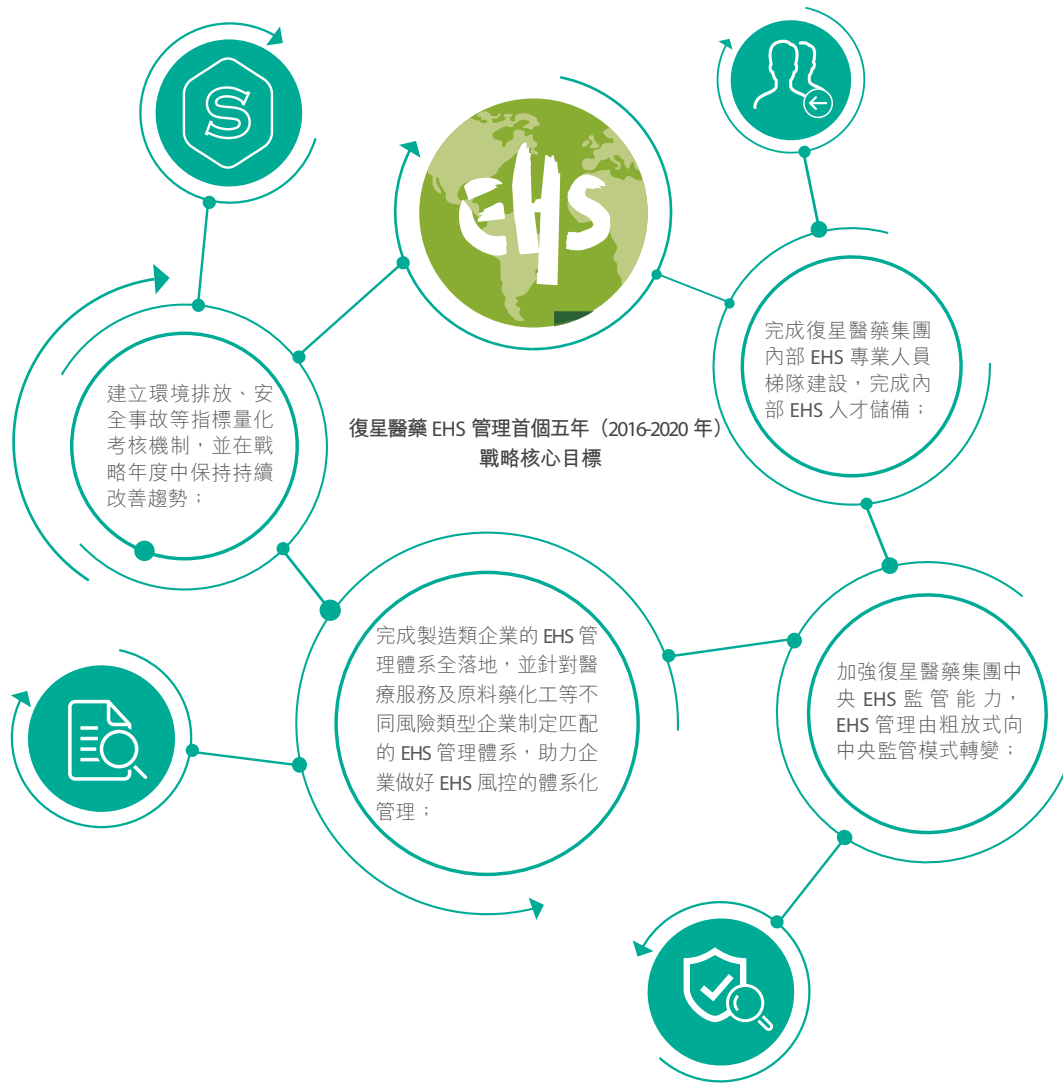 S
EHS
完成復星醫藥集團
內部 EHS 專業人員
梯隊建設，完成內
部 EHS 人才儲備；
建立環境排放、安
全事故等指標量化
考核機制，並在戰
略年度中保持持續
改善趨勢；
復星醫藥 EHS 管理首個五年（2016-2020 年）
戰略核心目標
完成製造類企業的 EHS 管
理體系全落地，並針對醫
療服務及原料藥化工等不
同風險類型企業制定匹配
的 EHS 管理體系，助力企
業做好 EHS 風控的體系化
管理；
加強復星醫藥集團中
央 EHS 監管能力，
EHS 管理由粗放式向
中央監管模式轉變；